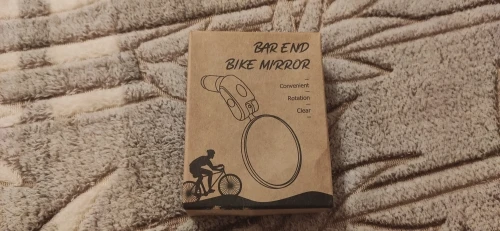 BAR END
BIKE MIRROR
Convenient
Rotation
Clear